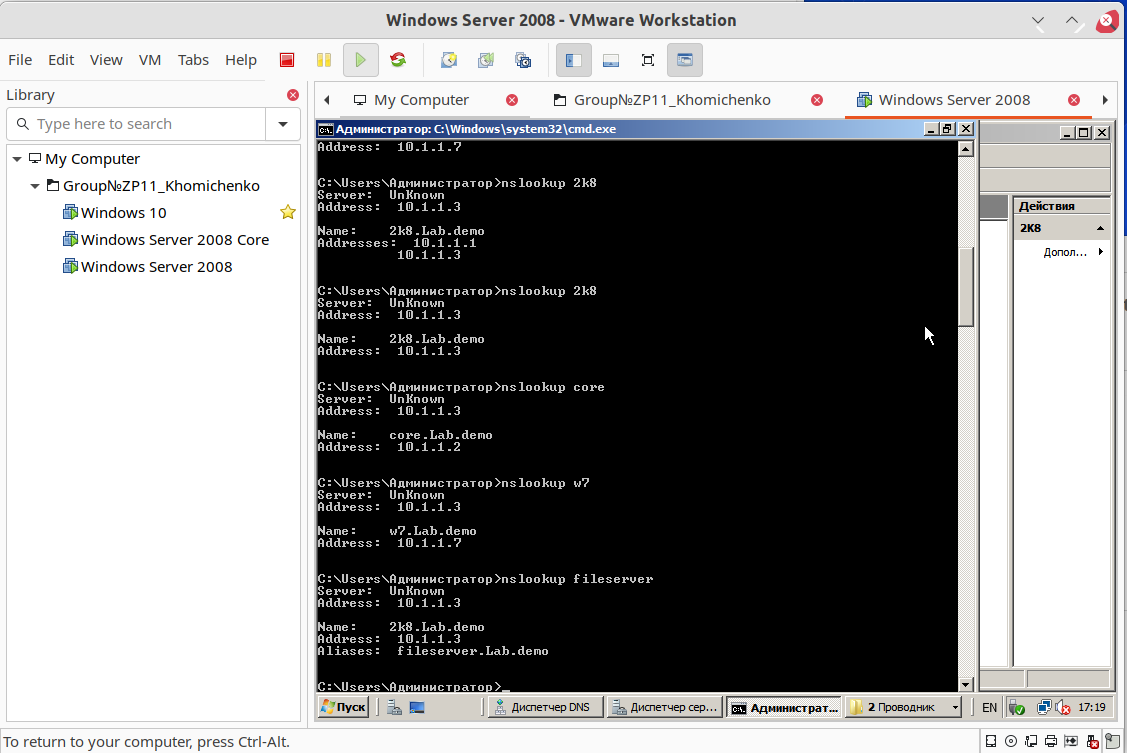 Windows Server 2008 - VMware Workstation
File Edit View VM Tabs Help
Library
Type here to search
My Computer
Group№ZP11_Khomichenko
Windows 10
Windows Server 2008 Core
Windows Server 2008
My Computer
Group№ZP11_Khomichenko
Windows Server 2008
Администратор: C:\Windows\system32\cmd.exe
Address:  10.1.1.7
C:\Users\Администратор>nslookup 2k8
Server:  UnKnown
Address:  10.1.1.3
Name:    2k8.Lab.demo
Addresses:  10.1.1.1
10.1.1.3
C:\Users\Администратор>nslookup 2k8
Server:  UnKnown
Address:  10.1.1.3
Name:    2k8.Lab.demo
Address:  10.1.1.3
C:\Users\Администратор>nslookup core
Server:  UnKnown
Address:  10.1.1.3
Name:    core.Lab.demo
Address:  10.1.1.2
C:\Users\Администратор>nslookup w7
Server:  UnKnown
Address:  10.1.1.3
Name:    w7.Lab.demo
Address:  10.1.1.7
C:\Users\Администратор>nslookup fileserver
Server:  UnKnown
Address:  10.1.1.3
Name:    2k8.Lab.demo
Address:  10.1.1.3
Aliases:  fileserver.Lab.demo
C:\Users\Администратор>_
Действия
2K8
Допол...
Пуск
Диспетчер DNS
Диспетчер сер...
Администрат...
2 Проводник
EN
17:19
To return to your computer, press Ctrl-Alt.